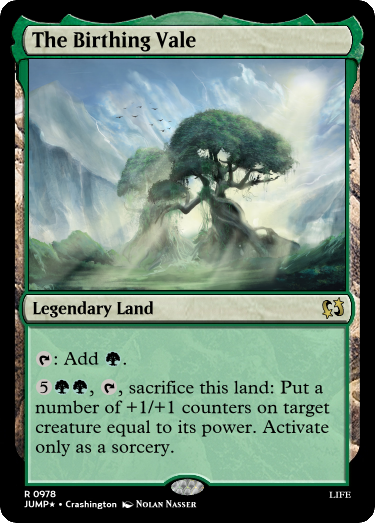 The Birthing Vale
Legendary Land
: Add .
5 , , sacrifice this land: Put a
number of +1/+1 counters on target
creature equal to its power. Activate
only as a sorcery.
R 0978
JUMP★ • Crashington Nolan Nasser
LIFE